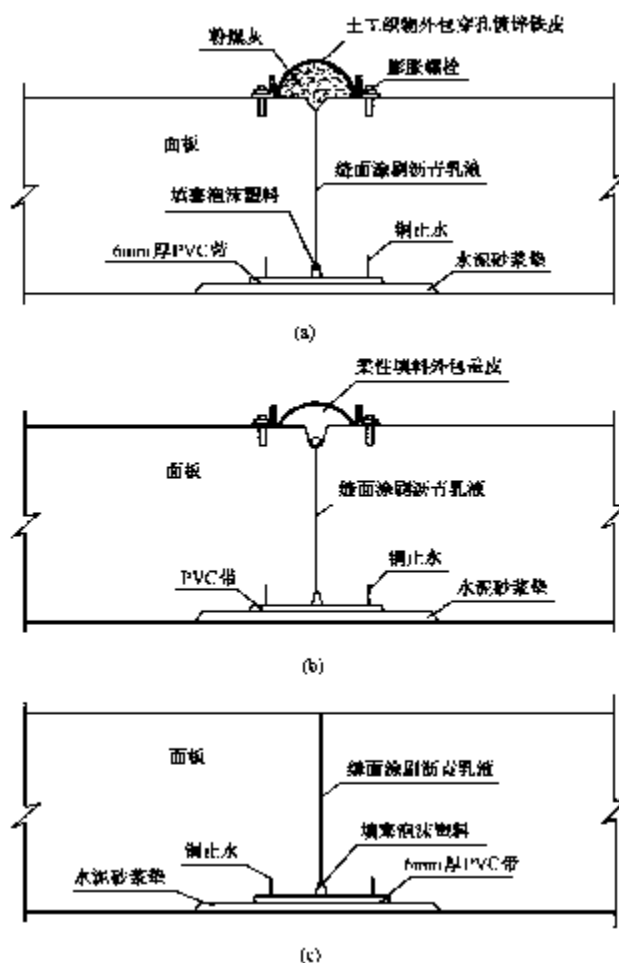 粉煤灰
土工织物外包穿孔镀锌铁皮
膨胀螺栓
面板
缝面涂刷沥青乳液
填塞泡沫塑料
铜止水
6mm厚PVC带
水泥砂浆垫
(a)
柔性填料外包盖皮
面板
缝面涂刷沥青乳液
铜止水
PVC带
水泥砂浆垫
(b)
面板
缝面涂刷沥青乳液
填塞泡沫塑料
铜止水
6mm厚PVC带
水泥砂浆垫
(c)